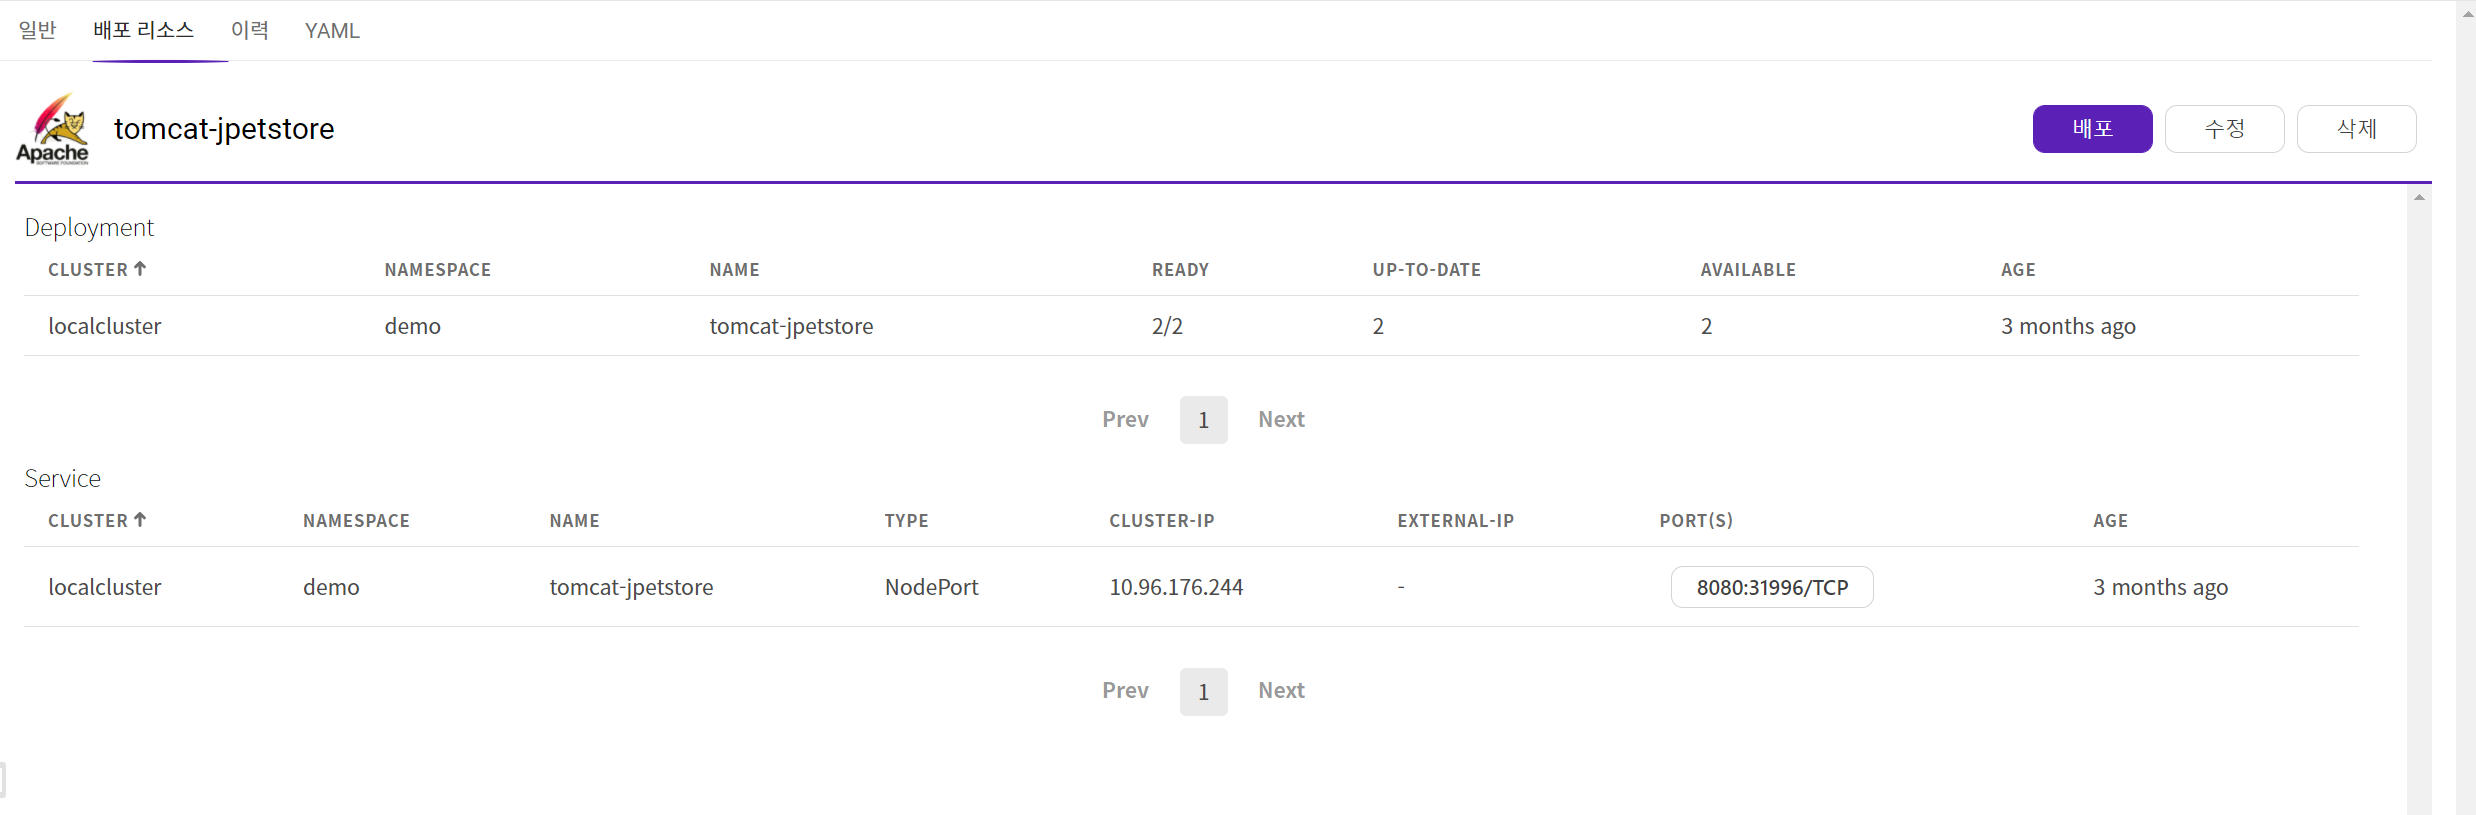 일반 배포 리소스 이력 YAML
Apache
tomcat-jpetstore
배포 수정 삭제
Deployment
CLUSTER NAMESPACE NAME READY UP-TO-DATE AVAILABLE AGE
localcluster demo tomcat-jpetstore 2/2 2 2 3 months ago
Prev 1 Next
Service
CLUSTER NAMESPACE NAME TYPE CLUSTER-IP EXTERNAL-IP PORT(S) AGE
localcluster demo tomcat-jpetstore NodePort 10.96.176.244 - 8080:31996/TCP 3 months ago
Prev 1 Next